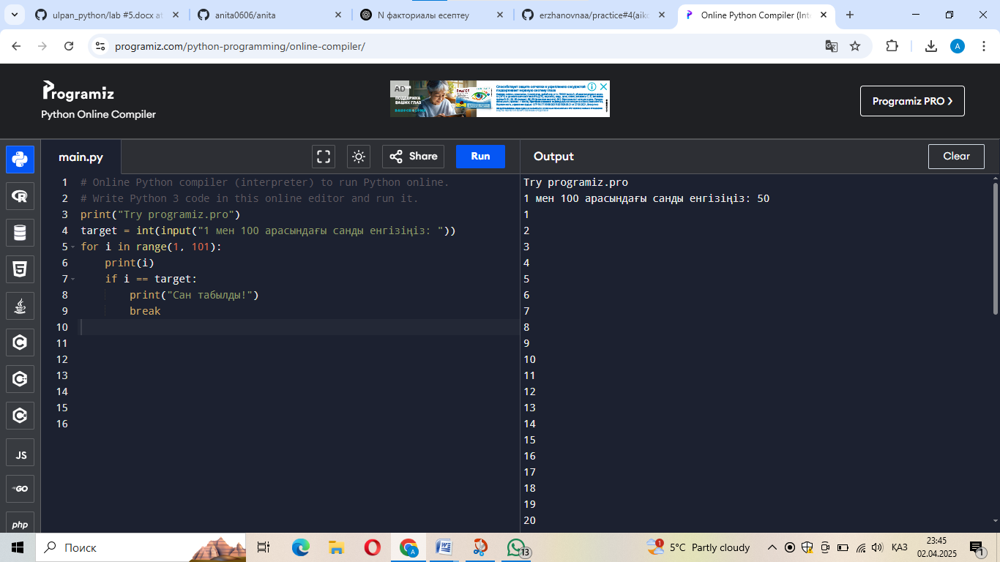 ulpan_python/lab #5.docx at
anita0606/anita
N факториалы есептеу
erzhanovnaa/practice#4(aiko
Online Python Compiler (Inte
programiz.com/python-programming/online-compiler/
A
Programiz
Python Online Compiler
AD
ПОДДЕРЖКА
ВАШИХ ГЛАЗ
Programiz PRO
main.py
Share
Run
Output
Clear
1 # Online Python compiler (interpreter) to run Python online.
2 # Write Python 3 code in this online editor and run it.
3 print("Try programiz.pro")
4 target = int(input("1 мен 100 арасындағы санды енгізіңіз: "))
5 for i in range(1, 101):
6 print(i)
7 if i == target:
8 print("Сан табылды!")
9 break
10
11
12
13
14
15
16
Try programiz.pro
1 мен 100 арасындағы санды енгізіңіз: 50
1
2
3
4
5
6
7
8
9
10
11
12
13
14
15
16
17
18
19
20
JS
GO
php
Поиск
A
13
1
5°C Partly cloudy
ҚАЗ
23:45
02.04.2025
1